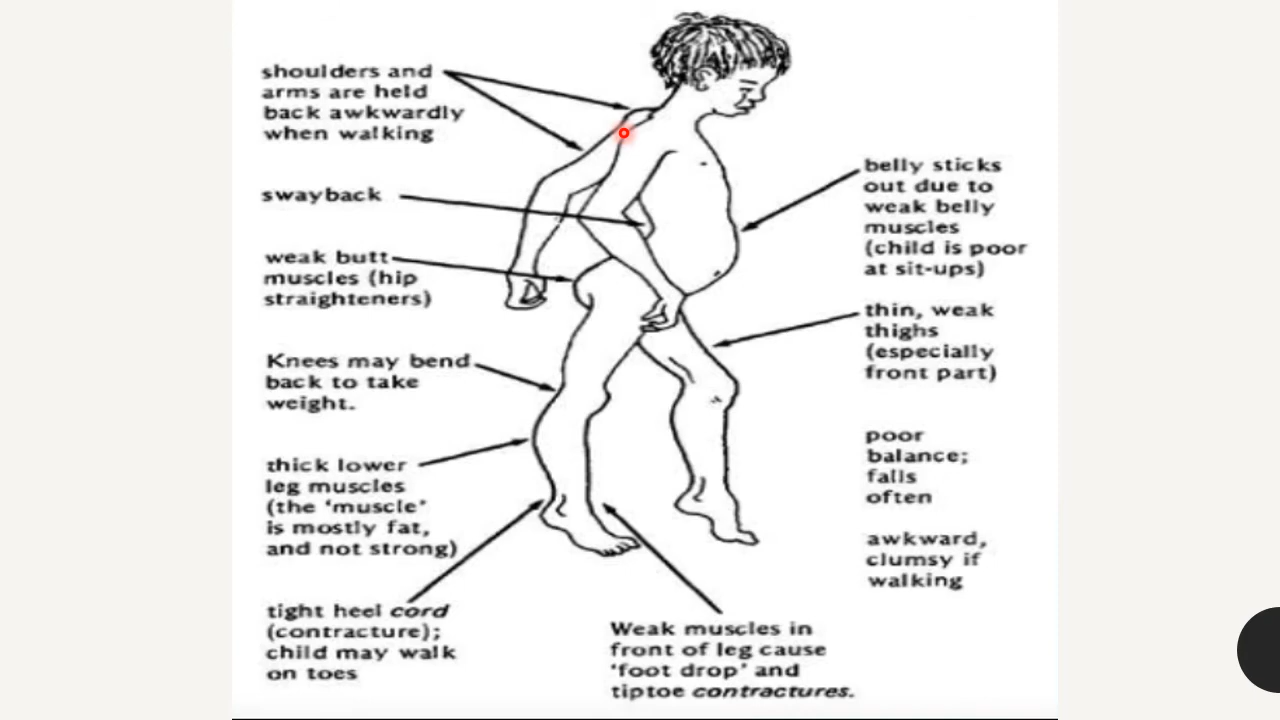 shoulders and
arms are held
back awkwardly
when walking
swayback
weak butt
muscles (hip
straighteners)
Knees may bend
back to take
weight.
thick lower
leg muscles
(the 'muscle'
is mostly fat,
and not strong)
tight heel cord
(contracture);
child may walk
on toes
belly sticks
out due to
weak belly
muscles
(child is poor
at sit-ups)
thin, weak
thighs
(especially
front part)
poor
balance;
falls
often
awkward,
clumsy if
walking
Weak muscles in
front of leg cause
'foot drop' and
tiptoe contractures.